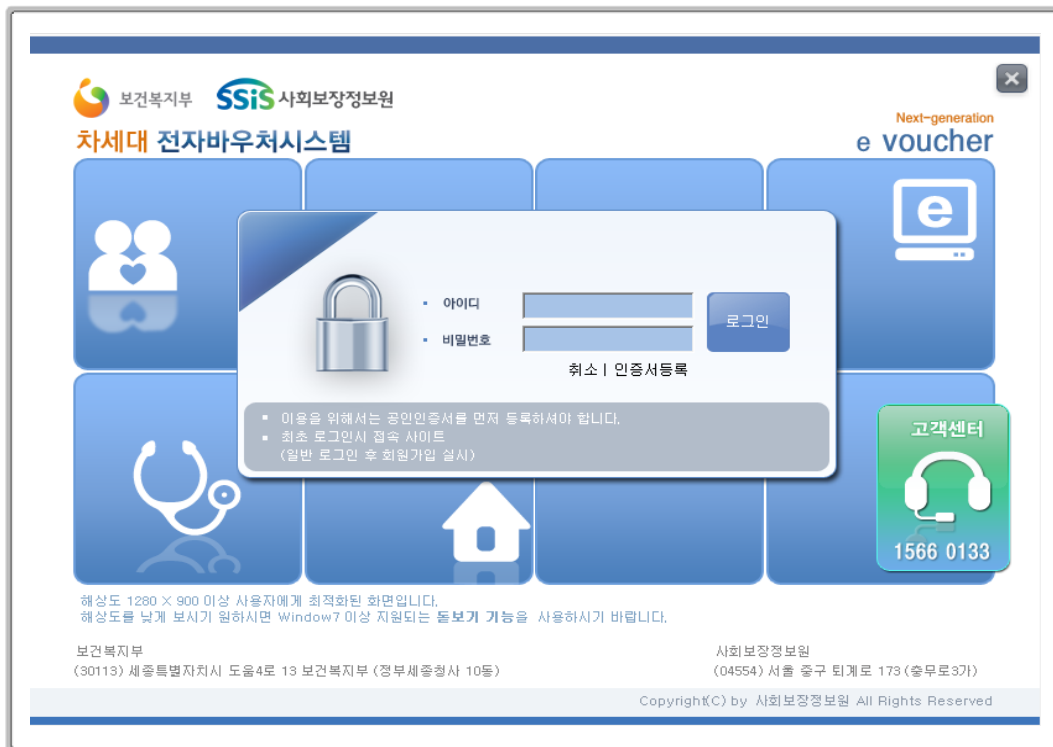 보건복지부 SSiS 사회보장정보원
차세대 전자바우처시스템
Next-generation
e voucher
e
아이디
비밀번호
로그인
취소 | 인증서등록
이용을 위해서는 공인인증서를 먼저 등록하셔야 합니다.
최초 로그인시 접속 사이트
(일반 로그인 후 회원가입 실시)
고객센터
1566 0133
해상도 1280 × 900 이상 사용자에게 최적화된 화면입니다.
해상도를 낮게 보시기 원하시면 Window7 이상 지원되는 돋보기 기능을 사용하시기 바랍니다.
보건복지부
(30113) 세종특별자치시 도움4로 13 보건복지부 (정부세종청사 10동)
사회보장정보원
(04554) 서울 중구 퇴계로 173 (충무로3가)
Copyright(C) by 사회보장정보원 All Rights Reserved